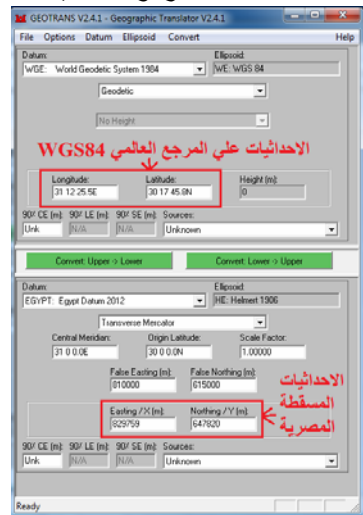 GEOTRANS V2.4.1 - Geographic Translator V2.4.1
File Options Datum Ellipsoid Convert Help
Datum: Ellipsoid:
WGE: World Geodetic System 1984 WE: WGS 84
Geodetic
No Height
الاحداثيات علي المرجع العالمي WGS84
Longitude: Latitude: Height (m):
31 12 25.5E 30 17 45.8N 0
90% CE (m): 90% LE (m): 90% SE (m): Sources:
Unk N/A N/A Unknown
Convert: Upper -> Lower Convert: Lower -> Upper
Datum: Ellipsoid:
EGYPT: Egypt Datum 2012 HE: Helmert 1906
Transverse Mercator
Central Meridian: Origin Latitude: Scale Factor:
31 0 0.0E 30 0 0.0N 1.00000
False Easting (m): False Northing (m):
810000 615000
الاحداثيات
المسقطة
المصرية
Easting / X (m): Northing / Y (m):
829759 647820
90% CE (m): 90% LE (m): 90% SE (m): Sources:
Unk N/A N/A Unknown
Ready